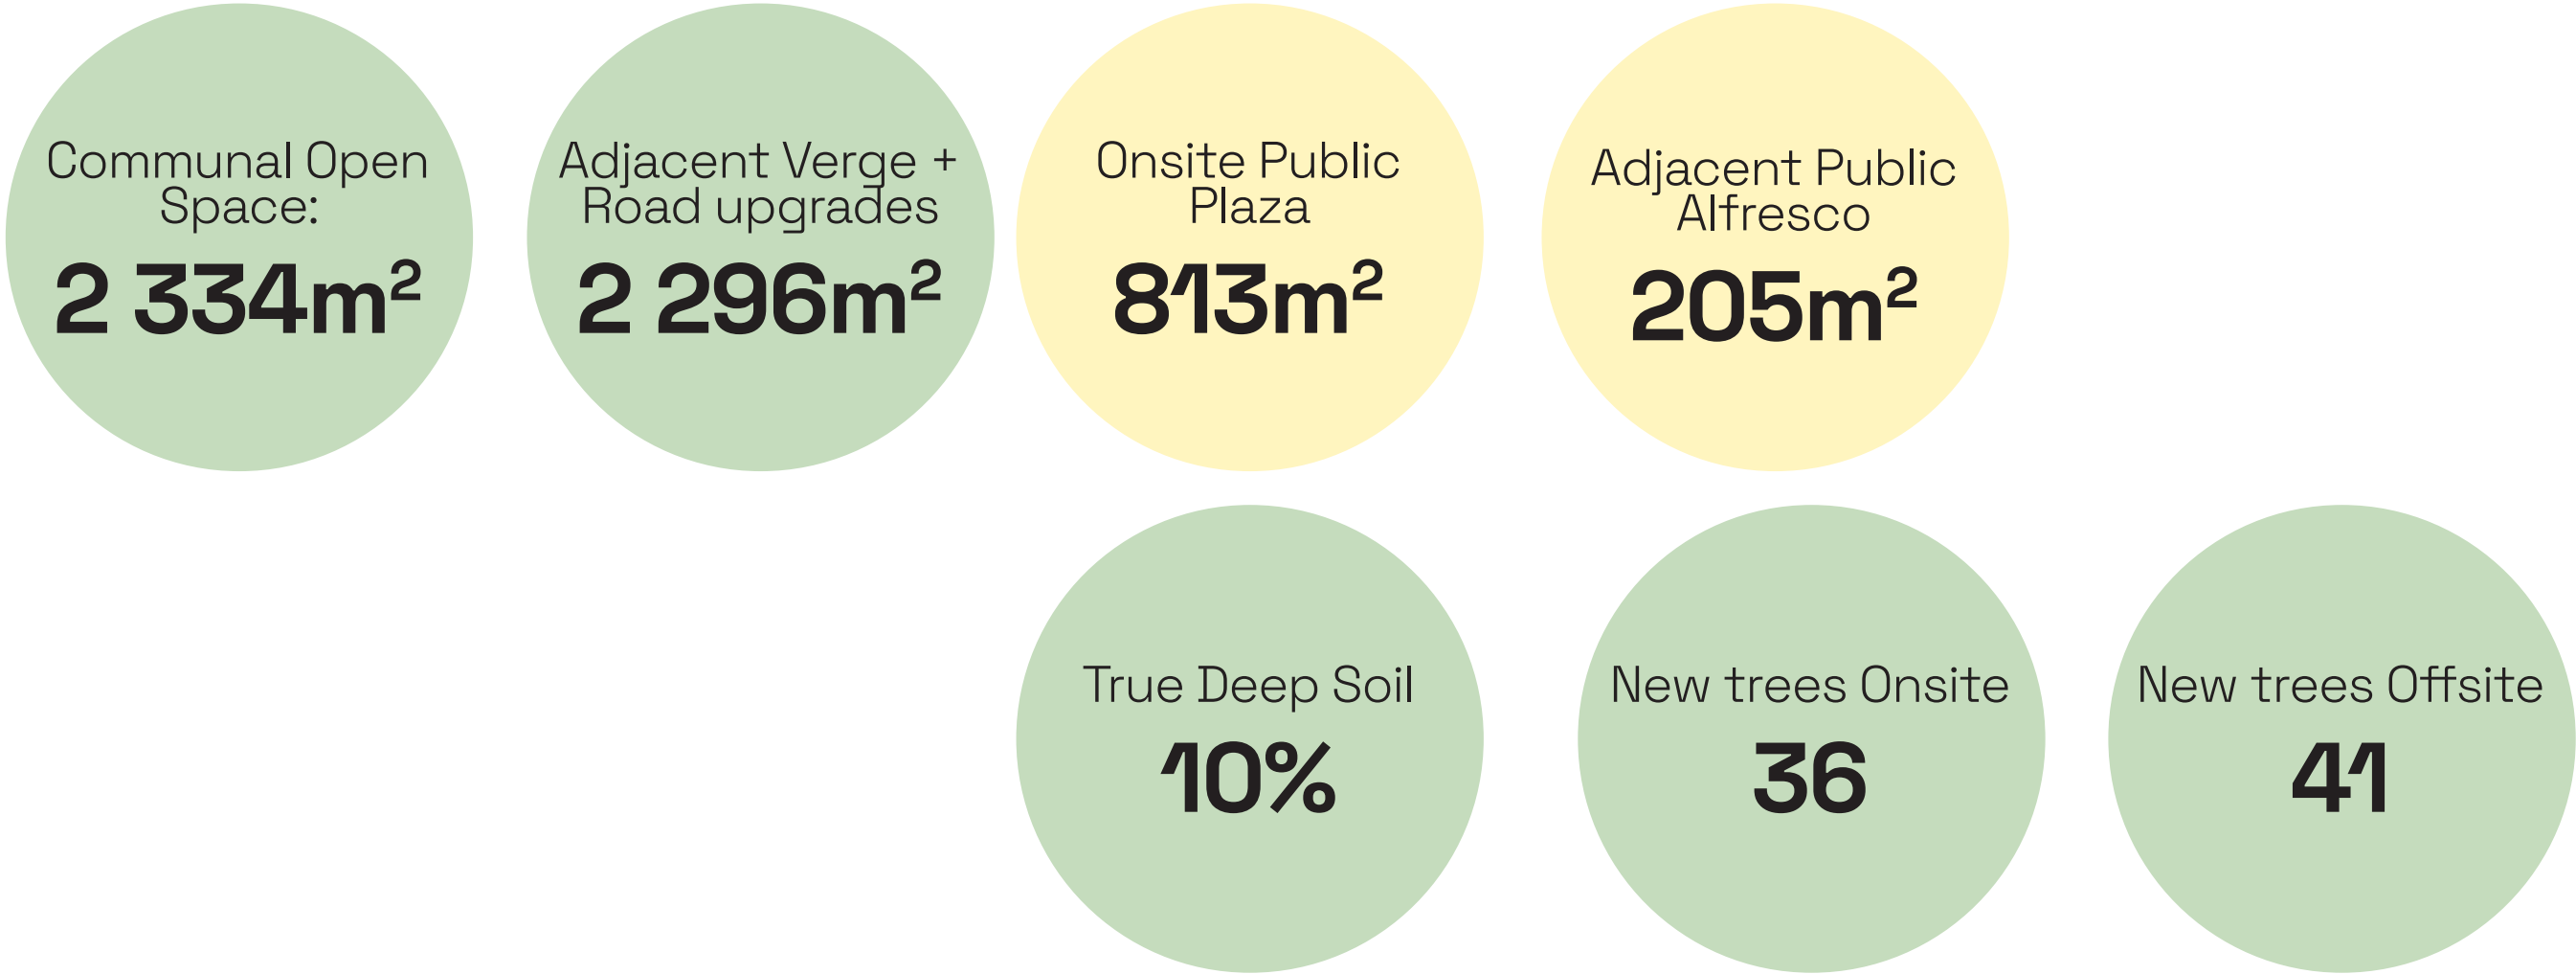 Communal Open
Space:
2 334m²
Adjacent Verge +
Road upgrades
2 296m²
Onsite Public
Plaza
813m²
Adjacent Public
Alfresco
205m²
True Deep Soil
10%
New trees Onsite
36
New trees Offsite
41